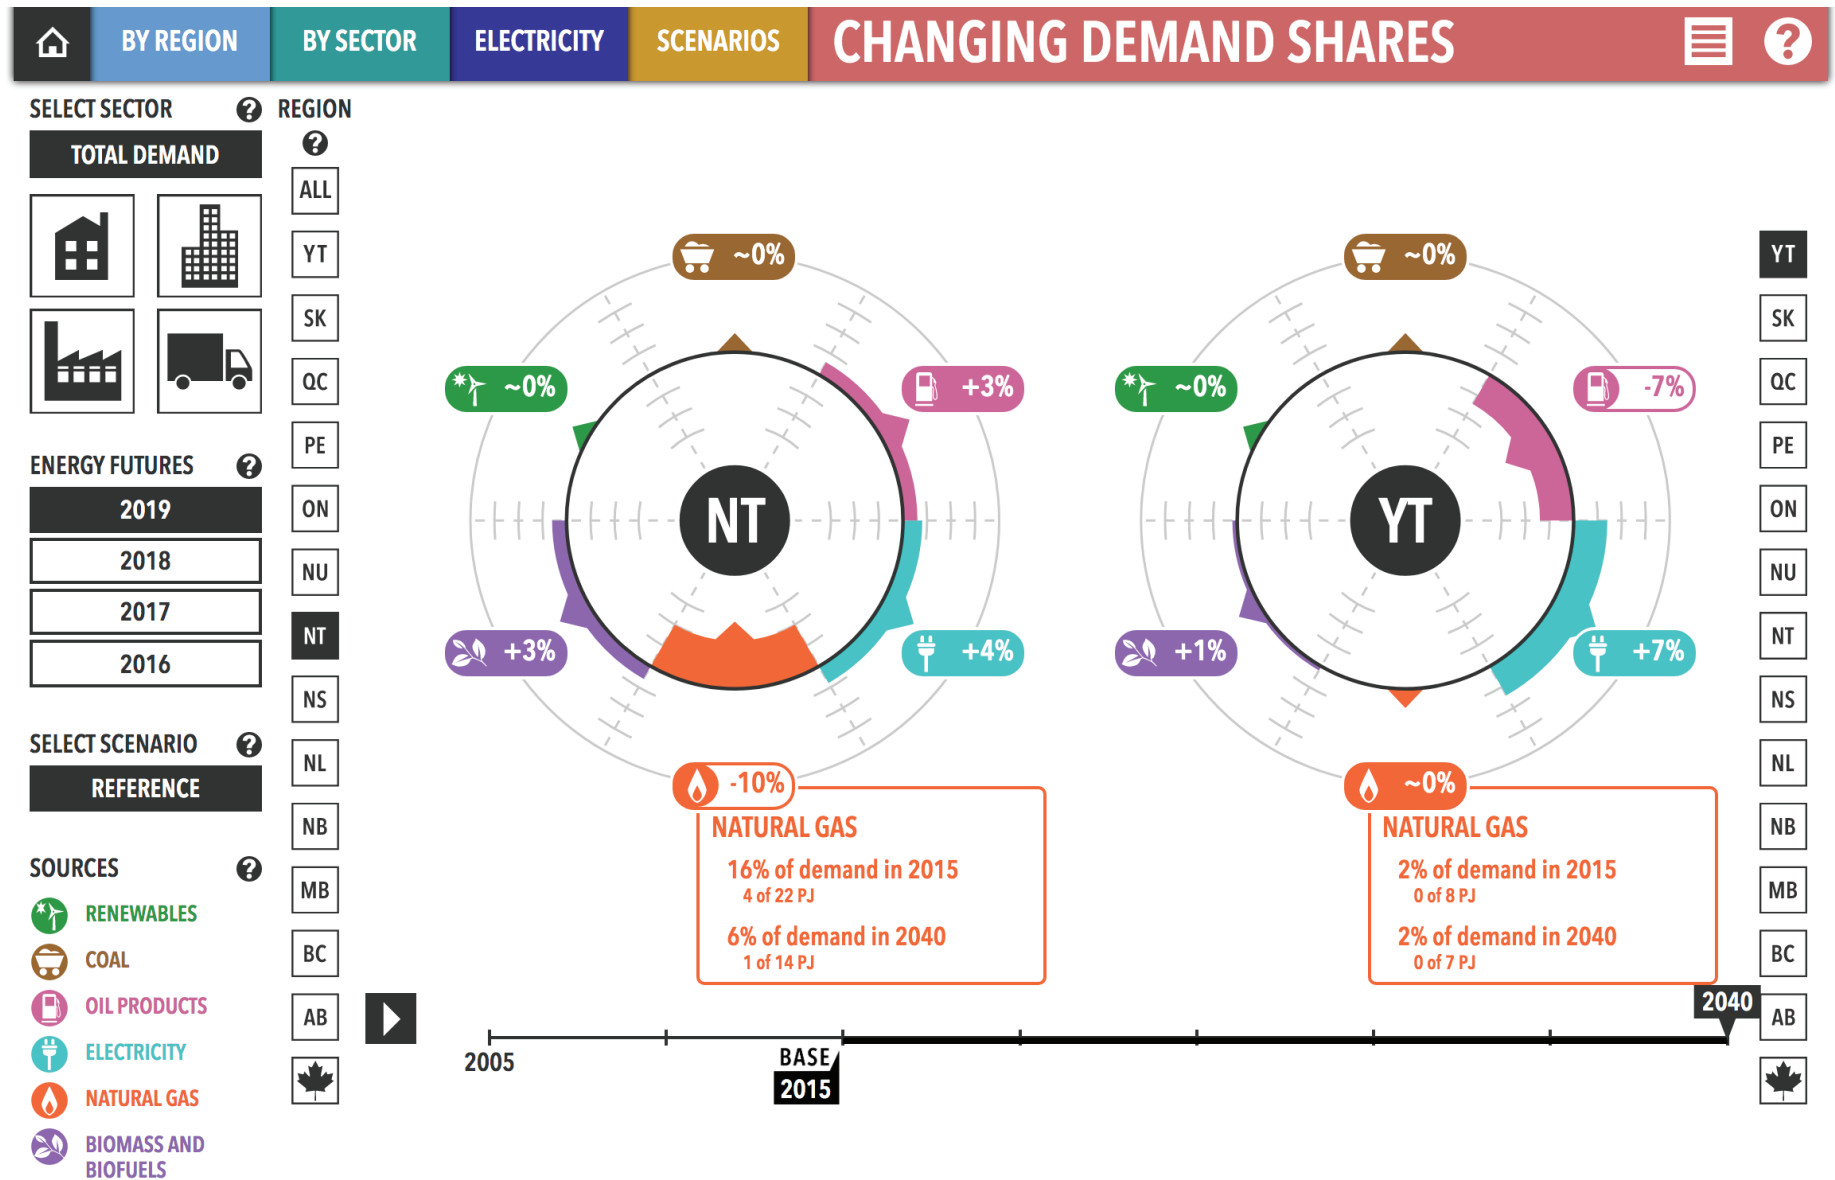 BY REGION
BY SECTOR
ELECTRICITY
SCENARIOS
CHANGING DEMAND SHARES
?
SELECT SECTOR ?
TOTAL DEMAND
ENERGY FUTURES ?
2019
2018
2017
2016
SELECT SCENARIO ?
REFERENCE
SOURCES ?
RENEWABLES
COAL
OIL PRODUCTS
ELECTRICITY
NATURAL GAS
BIOMASS AND
BIOFUELS
REGION
?
ALL
YT
SK
QC
PE
ON
NU
NT
NS
NL
NB
MB
BC
AB
~0%
~0%
+3%
NT
+3%
+4%
-10%
NATURAL GAS
16% of demand in 2015
4 of 22 PJ
6% of demand in 2040
1 of 14 PJ
~0%
~0%
-7%
YT
+1%
+7%
~0%
NATURAL GAS
2% of demand in 2015
0 of 8 PJ
2% of demand in 2040
0 of 7 PJ
2005
BASE
2015
2040
YT
SK
QC
PE
ON
NU
NT
NS
NL
NB
MB
BC
AB